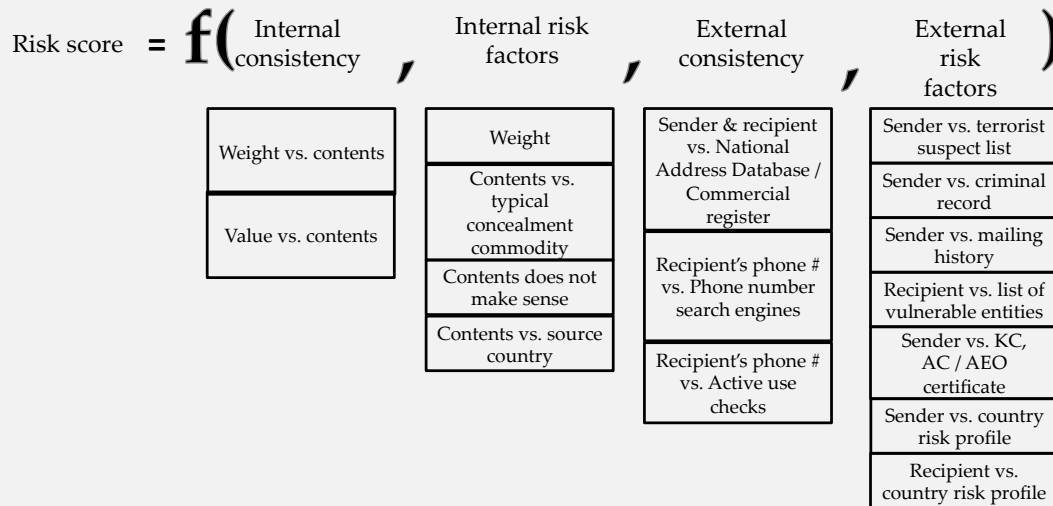 Risk score = f( Internal consistency , Internal risk factors , External consistency , External risk factors )
Weight vs. contents
Value vs. contents
Weight
Contents vs.
typical
concealment
commodity
Contents does not
make sense
Contents vs. source
country
Sender & recipient
vs. National
Address Database /
Commercial
register
Recipient’s phone #
vs. Phone number
search engines
Recipient’s phone #
vs. Active use
checks
Sender vs. terrorist
suspect list
Sender vs. criminal
record
Sender vs. mailing
history
Recipient vs. list of
vulnerable entities
Sender vs. KC,
AC / AEO
certificate
Sender vs. country
risk profile
Recipient vs.
country risk profile